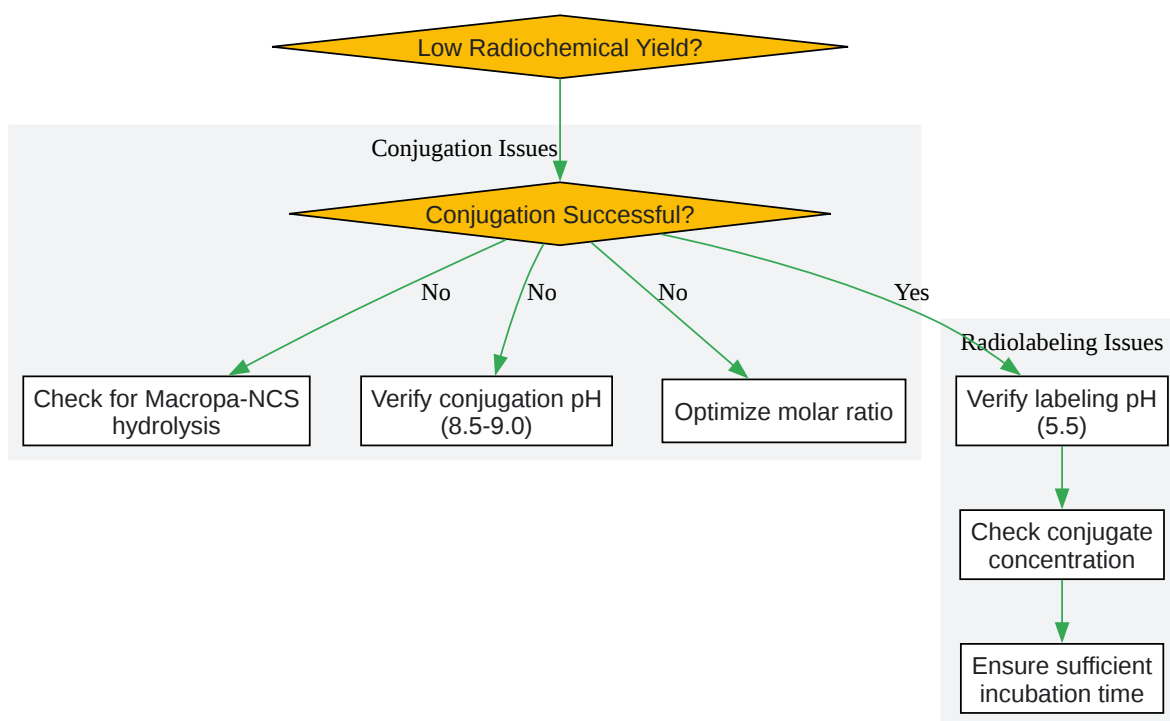 Low Radiochemical Yield?
Conjugation Issues
Conjugation Successful?
No
No
No
Yes
Radiolabeling Issues
Check for Macropa-NCS
hydrolysis
Verify conjugation pH
(8.5-9.0)
Optimize molar ratio
Verify labeling pH
(5.5)
Check conjugate
concentration
Ensure sufficient
incubation time